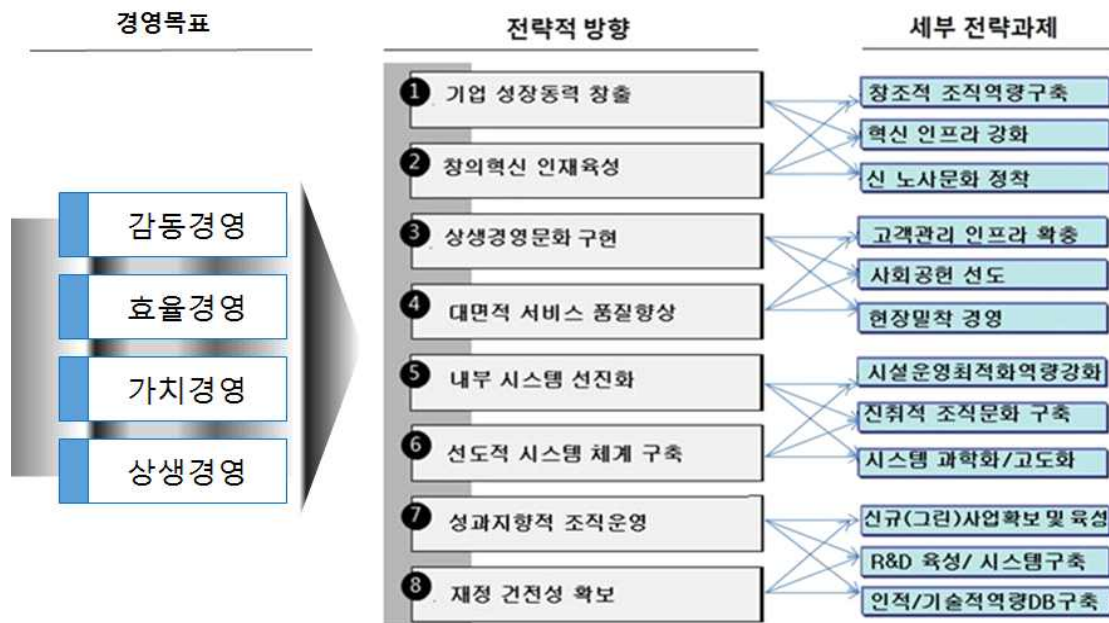 경영목표
전략적 방향
세부 전략과제
감동경영
효율경영
가치경영
상생경영
1 기업 성장동력 창출
2 창의혁신 인재육성
3 상생경영문화 구현
4 대면적 서비스 품질향상
5 내부 시스템 선진화
6 선도적 시스템 체계 구축
7 성과지향적 조직운영
8 재정 건전성 확보
창조적 조직역량구축
혁신 인프라 강화
신 노사문화 정착
고객관리 인프라 확충
사회공헌 선도
현장밀착 경영
시설운영최적화역량강화
진취적 조직문화 구축
시스템 과학화/고도화
신규(그린)사업확보 및 육성
R&D 육성/ 시스템구축
인적/기술적역량DB구축